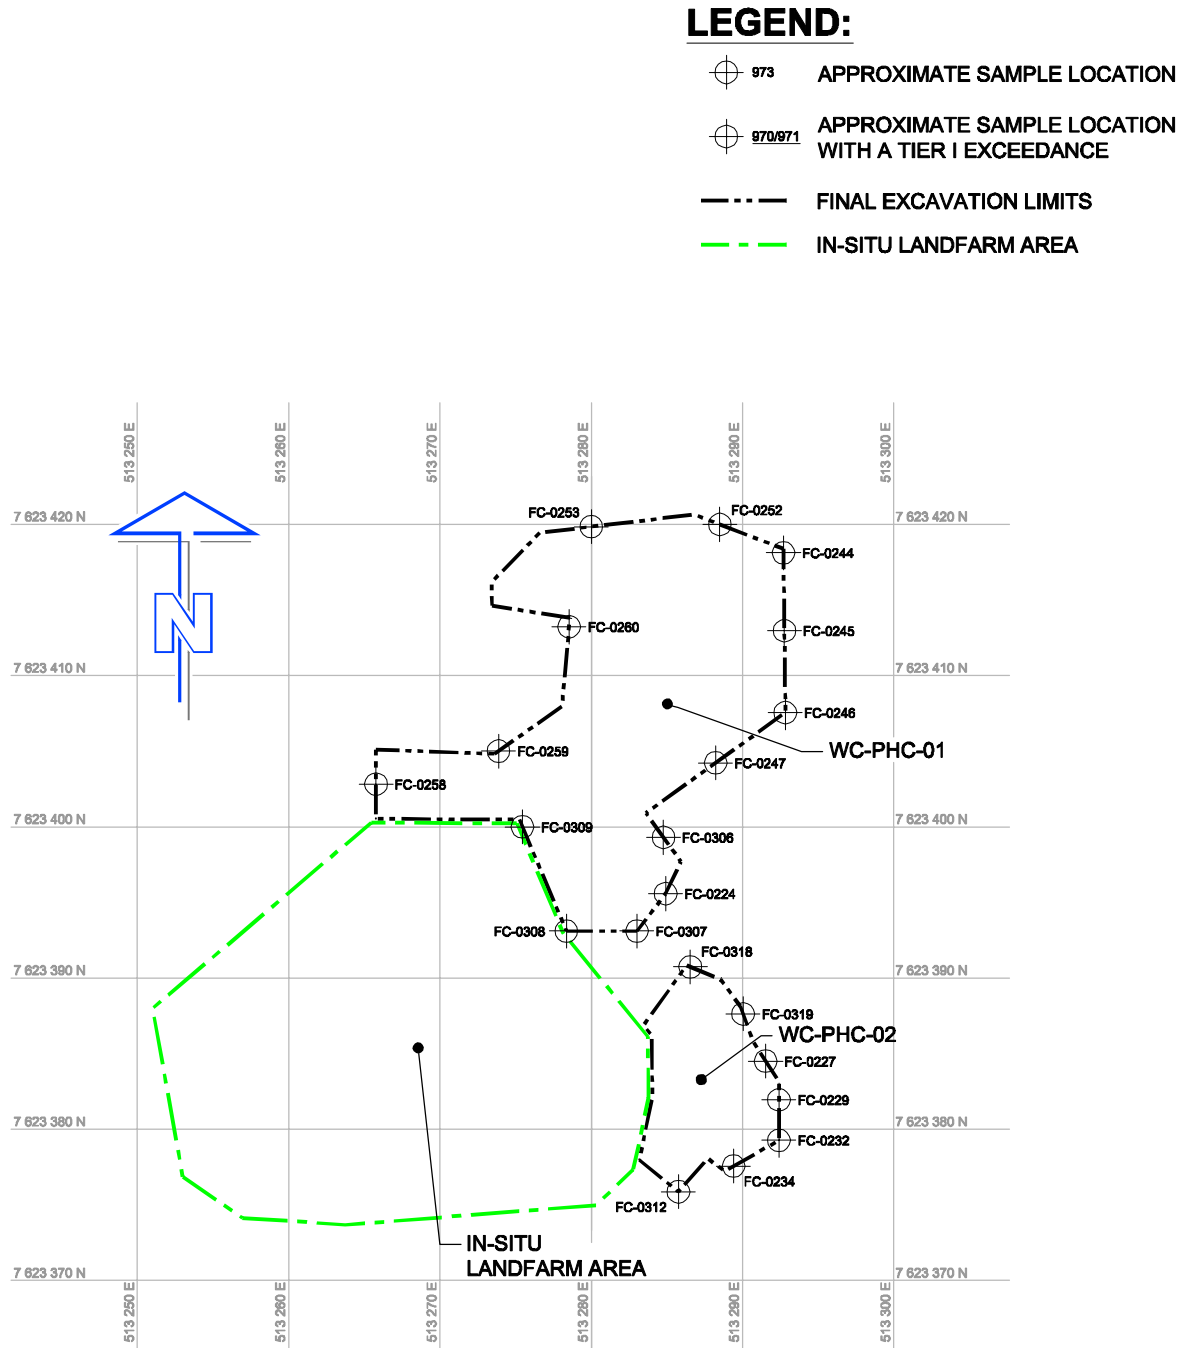 LEGEND:
973 APPROXIMATE SAMPLE LOCATION
970/971 APPROXIMATE SAMPLE LOCATION
WITH A TIER I EXCEEDANCE
FINAL EXCAVATION LIMITS
IN-SITU LANDFARM AREA
513 250 E
513 260 E
513 270 E
513 280 E
513 290 E
513 300 E
7 623 420 N
7 623 420 N
FC-0253
FC-0252
FC-0244
N
FC-0260
FC-0245
7 623 410 N
7 623 410 N
FC-0246
FC-0259
WC-PHC-01
FC-0247
FC-0258
7 623 400 N
7 623 400 N
FC-0309
FC-0306
FC-0224
FC-0308
FC-0307
FC-0318
7 623 390 N
7 623 390 N
FC-0319
WC-PHC-02
FC-0227
FC-0229
7 623 380 N
7 623 380 N
FC-0232
FC-0234
FC-0312
IN-SITU
LANDFARM AREA
7 623 370 N
7 623 370 N
513 250 E
513 260 E
513 270 E
513 280 E
513 290 E
513 300 E